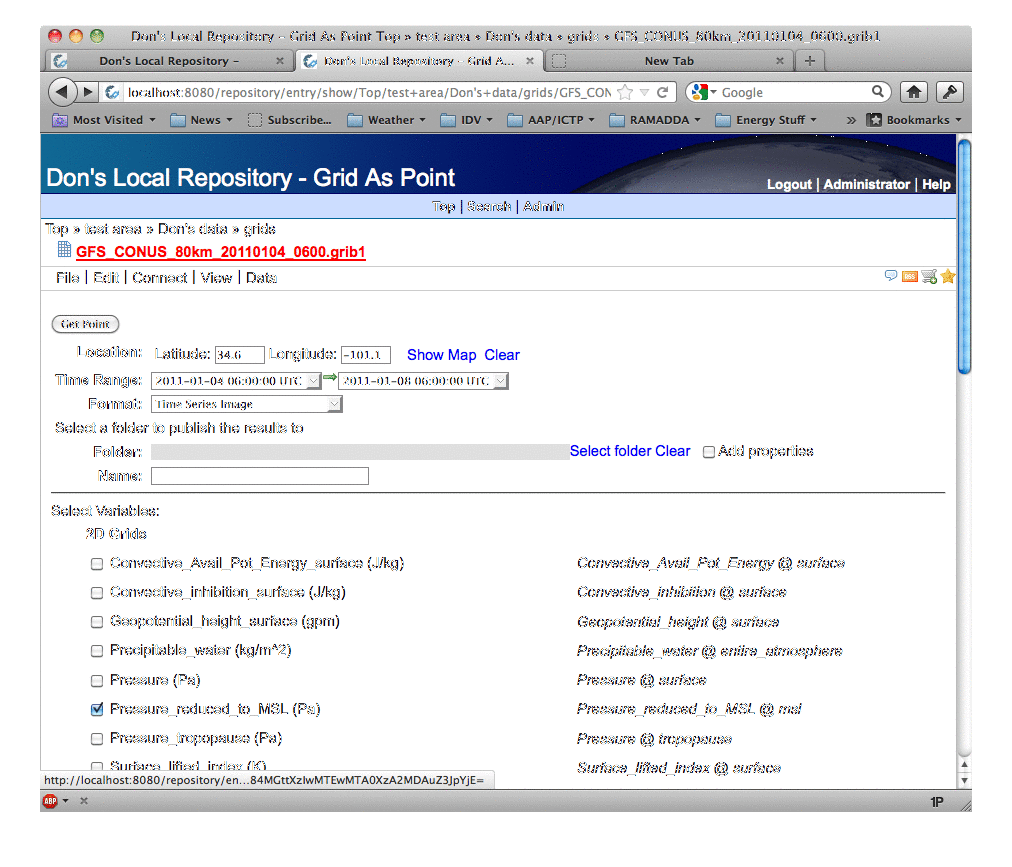 Don's Local Repository - Grid As Point Top » test area » Don's data » grids » GFS_CONUS_80km_20110104_0600.grib1
Don's Local Repository - × Don's Local Repository - Grid A... × New Tab × +
localhost:8080/repository/entry/show/Top/test+area/Don's+data/grids/GFS_CON Google
Most Visited News Subscribe... Weather IDV AAP/ICTP RAMADDA Energy Stuff » Bookmarks
Don's Local Repository - Grid As Point
Logout | Administrator | Help
Top | Search | Admin
Top » test area » Don's data » grids
GFS_CONUS_80km_20110104_0600.grib1
File | Edit | Connect | View | Data
Get Point
Location: Latitude: 34.6 Longitude: -101.1 Show Map Clear
Time Range: 2011-01-04 06:00:00 UTC 2011-01-08 06:00:00 UTC
Format: Time Series Image
Select a folder to publish the results to
Folder: Select folder Clear Add properties
Name:
Select Variables:
2D Grids
Convective_Avail_Pot_Energy_surface (J/kg) Convective_Avail_Pot_Energy @ surface
Convective_inhibition_surface (J/kg) Convective_inhibition @ surface
Geopotential_height_surface (gpm) Geopotential_height @ surface
Precipitable_water (kg/m^2) Precipitable_water @ entire_atmosphere
Pressure (Pa) Pressure @ surface
Pressure_reduced_to_MSL (Pa) Pressure_reduced_to_MSL @ msl
Pressure_tropopause (Pa) Pressure @ tropopause
Surface_lifted_index (K) Surface_lifted_index @ surface
http://localhost:8080/repository/en...84MGttXzIwMTEwMTA0XzA2MDAuZ3JpYjE=
ABP × 1P